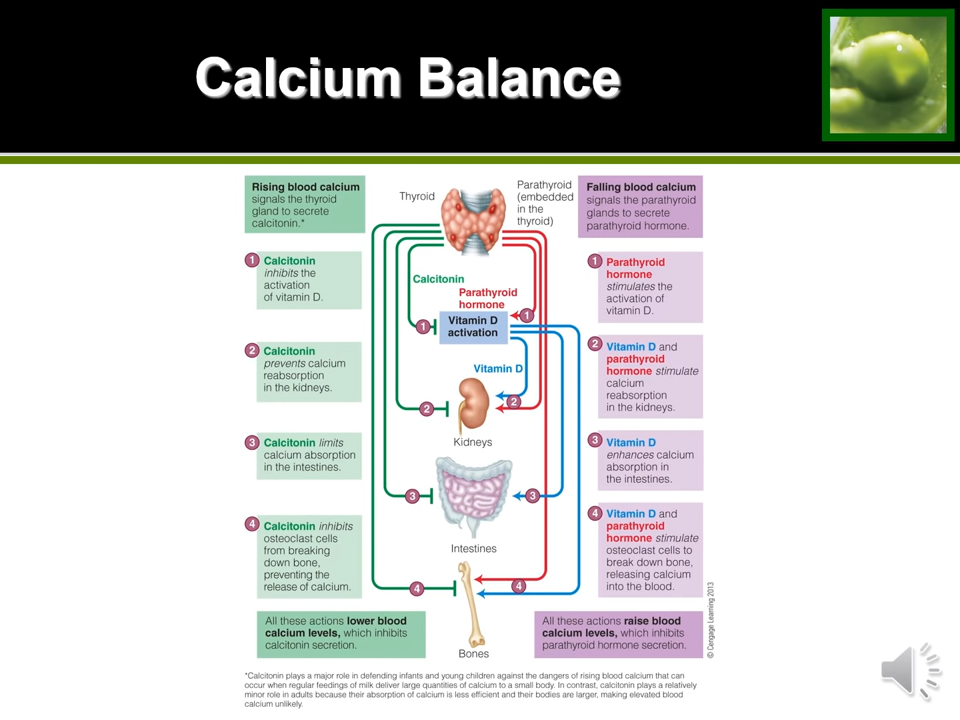 Calcium Balance
Rising blood calcium
signals the thyroid
gland to secrete
calcitonin.*
Thyroid
Parathyroid
(embedded
in the
thyroid)
Falling blood calcium
signals the parathyroid
glands to secrete
parathyroid hormone.
1 Calcitonin
inhibits the
activation
of vitamin D.
2 Calcitonin
prevents calcium
reabsorption
in the kidneys.
3 Calcitonin limits
calcium absorption
in the intestines.
4 Calcitonin inhibits
osteoclast cells
from breaking
down bone,
preventing the
release of calcium.
Calcitonin
Parathyroid
hormone
1
1
Vitamin D
activation
Vitamin D
2
2
Kidneys
3
3
Intestines
4
4
Bones
1 Parathyroid
hormone
stimulates the
activation of
vitamin D.
2 Vitamin D and
parathyroid
hormone stimulate
calcium
reabsorption
in the kidneys.
3 Vitamin D
enhances calcium
absorption in
the intestines.
4 Vitamin D and
parathyroid
hormone stimulate
osteoclast cells to
break down bone,
releasing calcium
into the blood.
All these actions lower blood
calcium levels, which inhibits
calcitonin secretion.
All these actions raise blood
calcium levels, which inhibits
parathyroid hormone secretion.
© Cengage Learning 2013
*Calcitonin plays a major role in defending infants and young children against the dangers of rising blood calcium that can
occur when regular feedings of milk deliver large quantities of calcium to a small body. In contrast, calcitonin plays a relatively
minor role in adults because their absorption of calcium is less efficient and their bodies are larger, making elevated blood
calcium unlikely.